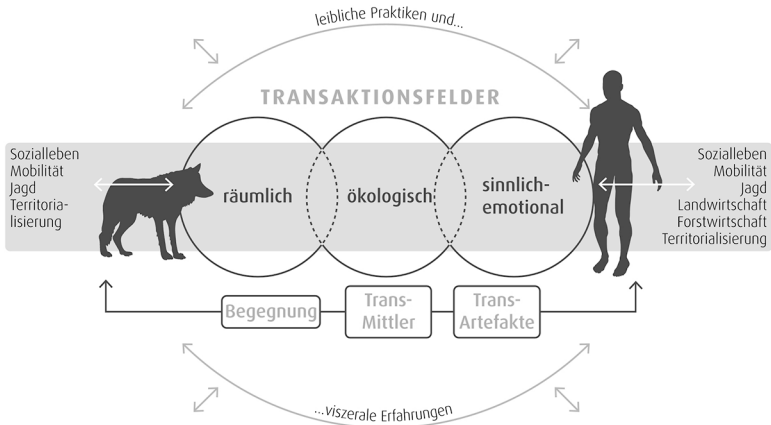 leibliche Praktiken und...
TRANSAKTIONSFELDER
Sozialleben
Mobilität
Jagd
Territoria-
lisierung
räumlich
ökologisch
sinnlich-
emotional
Sozialleben
Mobilität
Jagd
Landwirtschaft
Forstwirtschaft
Territorialisierung
Begegnung
Trans-
Mittler
Trans-
Artefakte
...viszerale Erfahrungen